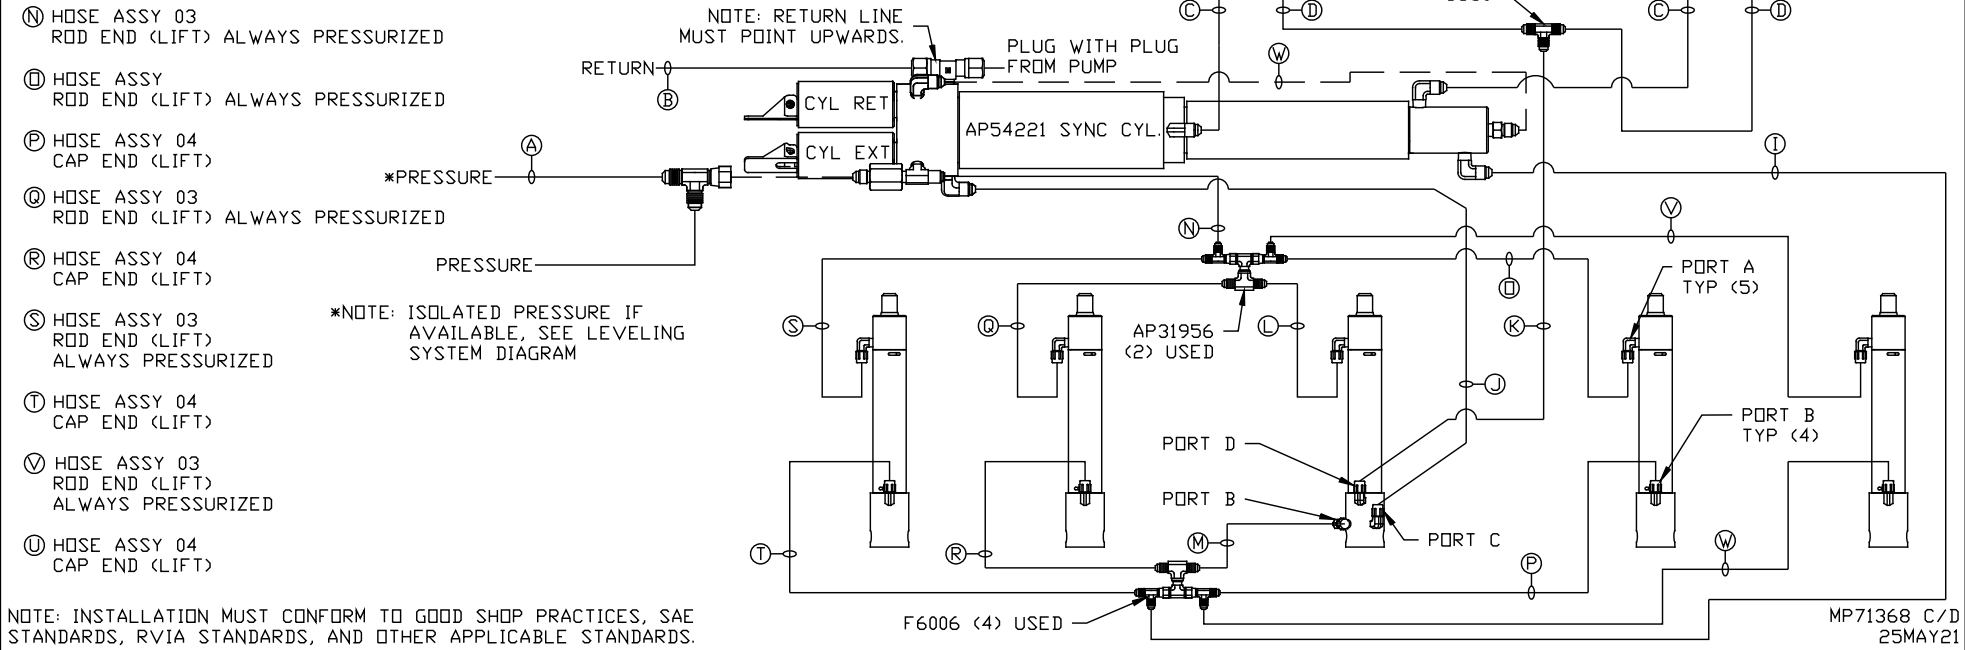 Ⓝ HOSE ASSY 03
ROD END (LIFT) ALWAYS PRESSURIZED
Ⓞ HOSE ASSY
ROD END (LIFT) ALWAYS PRESSURIZED
Ⓟ HOSE ASSY 04
CAP END (LIFT)
Ⓠ HOSE ASSY 03
ROD END (LIFT) ALWAYS PRESSURIZED
Ⓡ HOSE ASSY 04
CAP END (LIFT)
Ⓢ HOSE ASSY 03
ROD END (LIFT)
ALWAYS PRESSURIZED
Ⓣ HOSE ASSY 04
CAP END (LIFT)
Ⓥ HOSE ASSY 03
ROD END (LIFT)
ALWAYS PRESSURIZED
Ⓤ HOSE ASSY 04
CAP END (LIFT)
NOTE: INSTALLATION MUST CONFORM TO GOOD SHOP PRACTICES, SAE
STANDARDS, RVIA STANDARDS, AND OTHER APPLICABLE STANDARDS.
NOTE: RETURN LINE
MUST POINT UPWARDS.
RETURN
Ⓑ
PLUG WITH PLUG
FROM PUMP
Ⓒ
Ⓓ
Ⓒ
Ⓓ
Ⓦ
CYL RET
CYL EXT
AP54221 SYNC CYL.
Ⓐ
*PRESSURE
PRESSURE
*NOTE: ISOLATED PRESSURE IF
AVAILABLE, SEE LEVELING
SYSTEM DIAGRAM
Ⓘ
Ⓝ
Ⓥ
Ⓞ
PORT A
TYP (5)
Ⓢ
Ⓠ
AP31956
(2) USED
Ⓛ
Ⓚ
Ⓙ
PORT B
TYP (4)
PORT D
PORT B
PORT C
Ⓣ
Ⓡ
Ⓜ
Ⓟ
Ⓦ
F6006 (4) USED
MP71368 C/D
25MAY21